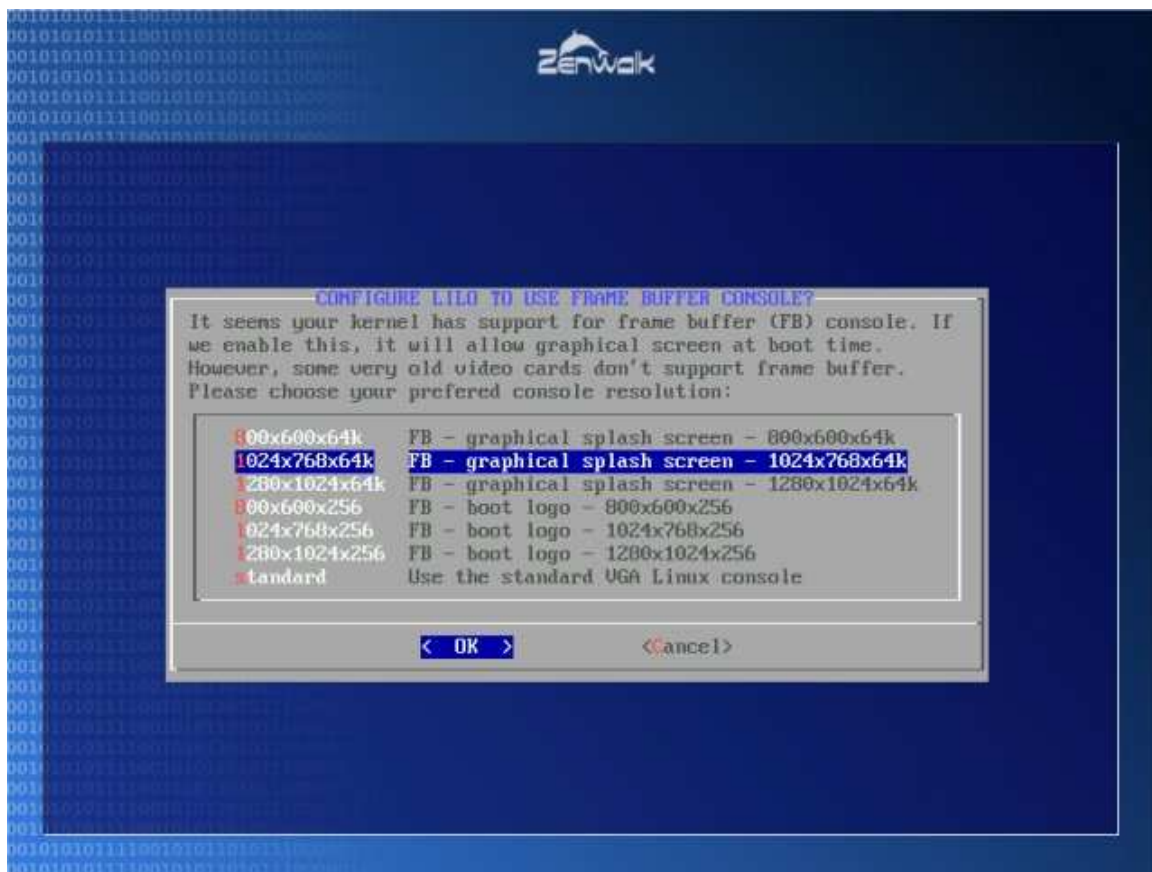 Zenwalk
CONFIGURE LILO TO USE FRAME BUFFER CONSOLE?
It seems your kernel has support for frame buffer (FB) console. If
we enable this, it will allow graphical screen at boot time.
However, some very old video cards don't support frame buffer.
Please choose your prefered console resolution:
800x600x64k FB - graphical splash screen - 800x600x64k
1024x768x64k FB - graphical splash screen - 1024x768x64k
1280x1024x64k FB - graphical splash screen - 1280x1024x64k
800x600x256 FB - boot logo - 800x600x256
1024x768x256 FB - boot logo - 1024x768x256
1280x1024x256 FB - boot logo - 1280x1024x256
standard Use the standard VGA Linux console
< OK > <Cancel>